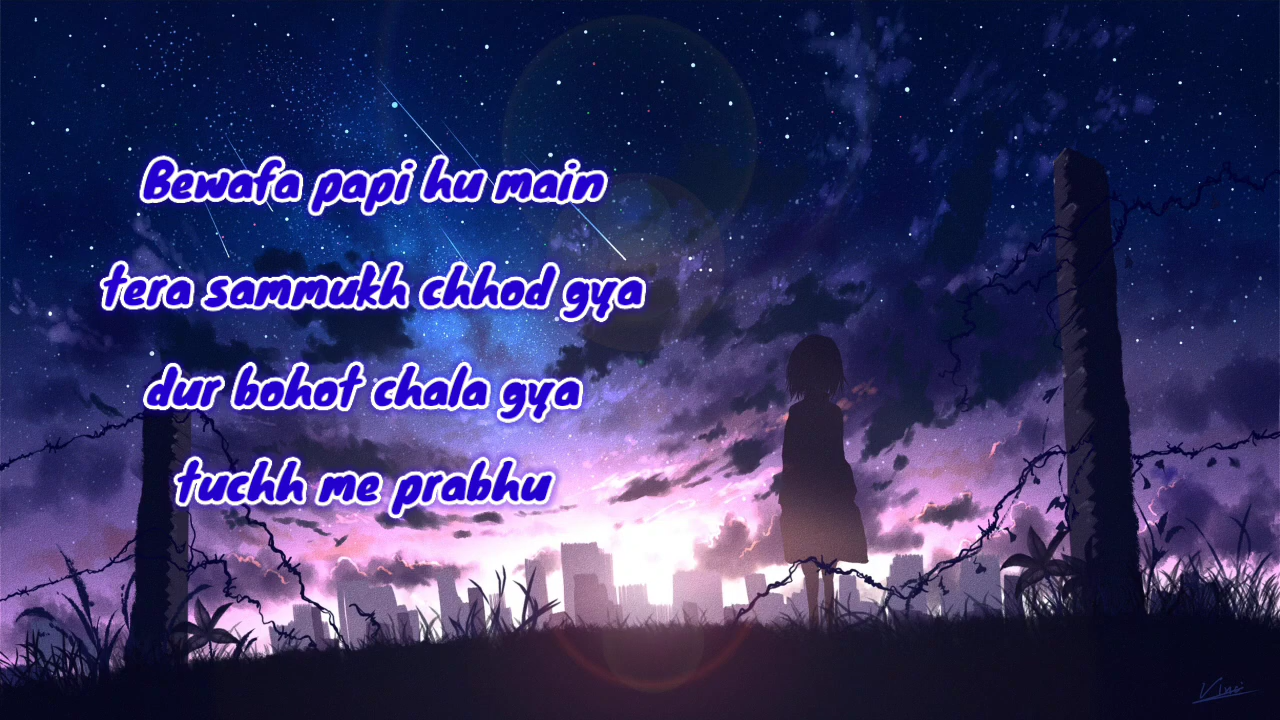 Bewafa papi hu main
tera sammukh chhod gya
dur bohot chala gya
tuchh me prabhu